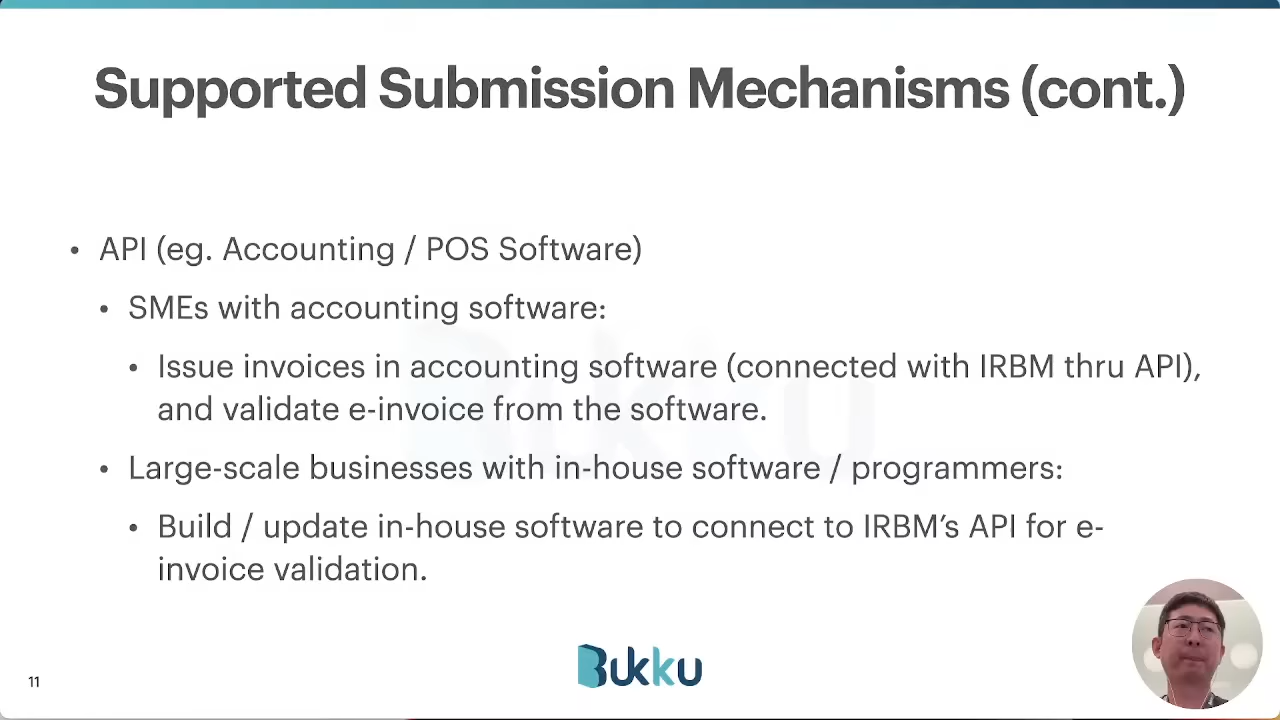 Supported Submission Mechanisms (cont.)
• API (eg. Accounting / POS Software)
• SMEs with accounting software:
• Issue invoices in accounting software (connected with IRBM thru API),
and validate e-invoice from the software.
• Large-scale businesses with in-house software / programmers:
• Build / update in-house software to connect to IRBM’s API for e-
invoice validation.
Bukku
11